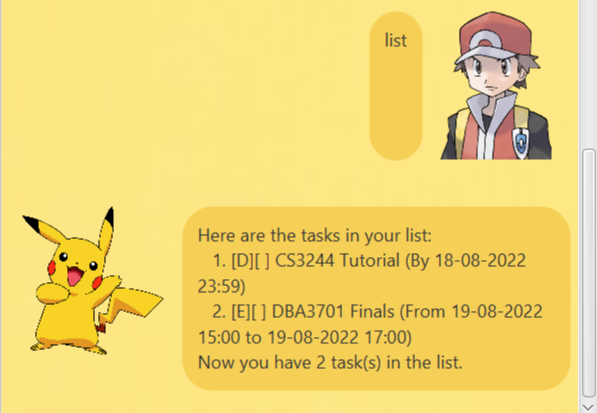 list
Here are the tasks in your list:
1. [D][ ] CS3244 Tutorial (By 18-08-2022
23:59)
2. [E][ ] DBA3701 Finals (From 19-08-2022
15:00 to 19-08-2022 17:00)
Now you have 2 task(s) in the list.